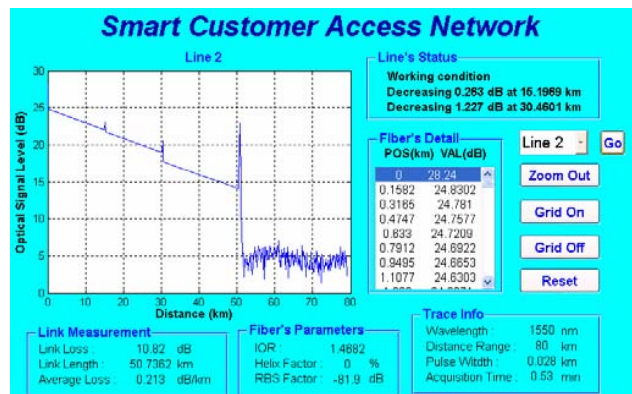 Smart Customer Access Network
Line 2
Optical Signal Level (dB)
30
25
20
15
10
5
0
0 10 20 30 40 50 60 70 80
Distance (km)
Line's Status
Working condition
Decreasing 0.263 dB at 15.1969 km
Decreasing 1.227 dB at 30.4601 km
Fiber's Detail
POS(km) VAL(dB)
0 28.24
0.1582 24.8302
0.3165 24.781
0.4747 24.7577
0.633 24.7209
0.7912 24.6922
0.9495 24.6653
1.1077 24.6303
Line 2
Go
Zoom Out
Grid On
Grid Off
Reset
Link Measurement
Link Loss : 10.82 dB
Link Length : 50.7362 km
Average Loss : 0.213 dB/km
Fiber's Parameters
IOR : 1.4682
Helix Factor : 0 %
RBS Factor : -81.9 dB
Trace Info
Wavelength : 1550 nm
Distance Range : 80 km
Pulse Witdth : 0.028 km
Acquisition Time : 0.53 min